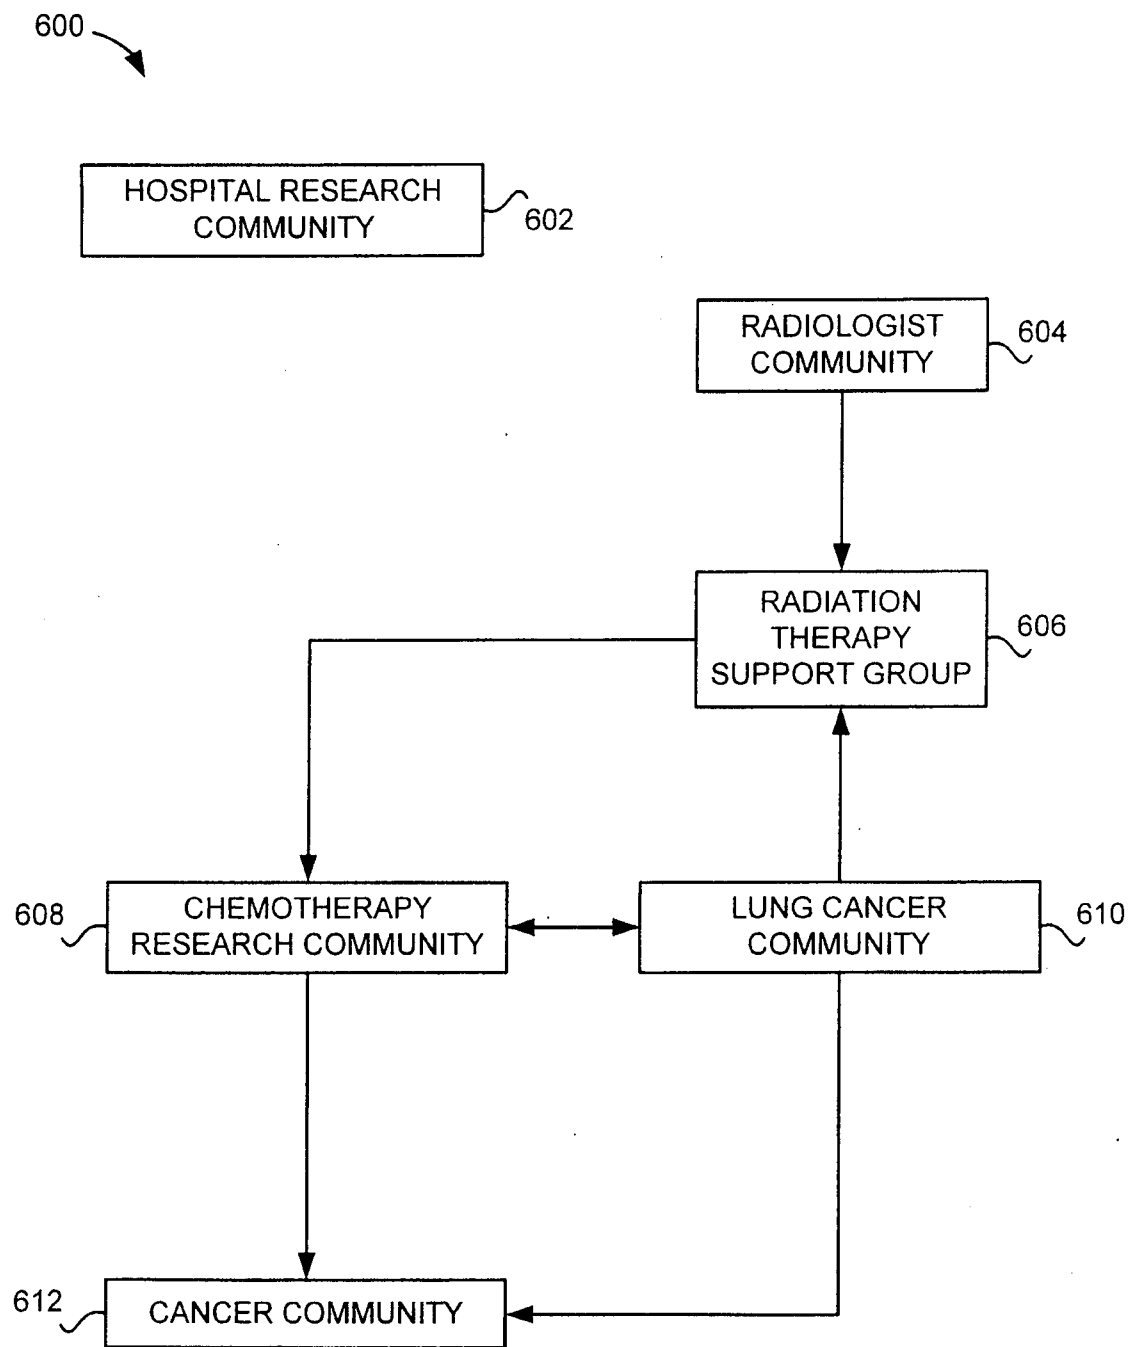 600
HOSPITAL RESEARCH
COMMUNITY
602
RADIOLOGIST
COMMUNITY
604
RADIATION
THERAPY
SUPPORT GROUP
606
608
CHEMOTHERAPY
RESEARCH COMMUNITY
LUNG CANCER
COMMUNITY
610
612
CANCER COMMUNITY